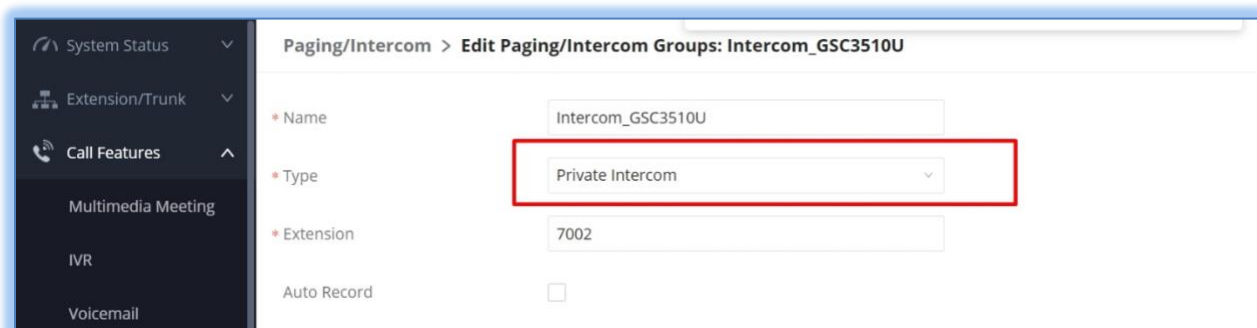 System Status
Paging/Intercom > Edit Paging/Intercom Groups: Intercom_GSC3510U
Extension/Trunk
* Name Intercom_GSC3510U
Call Features
* Type Private Intercom
Multimedia Meeting
* Extension 7002
IVR
Auto Record
Voicemail